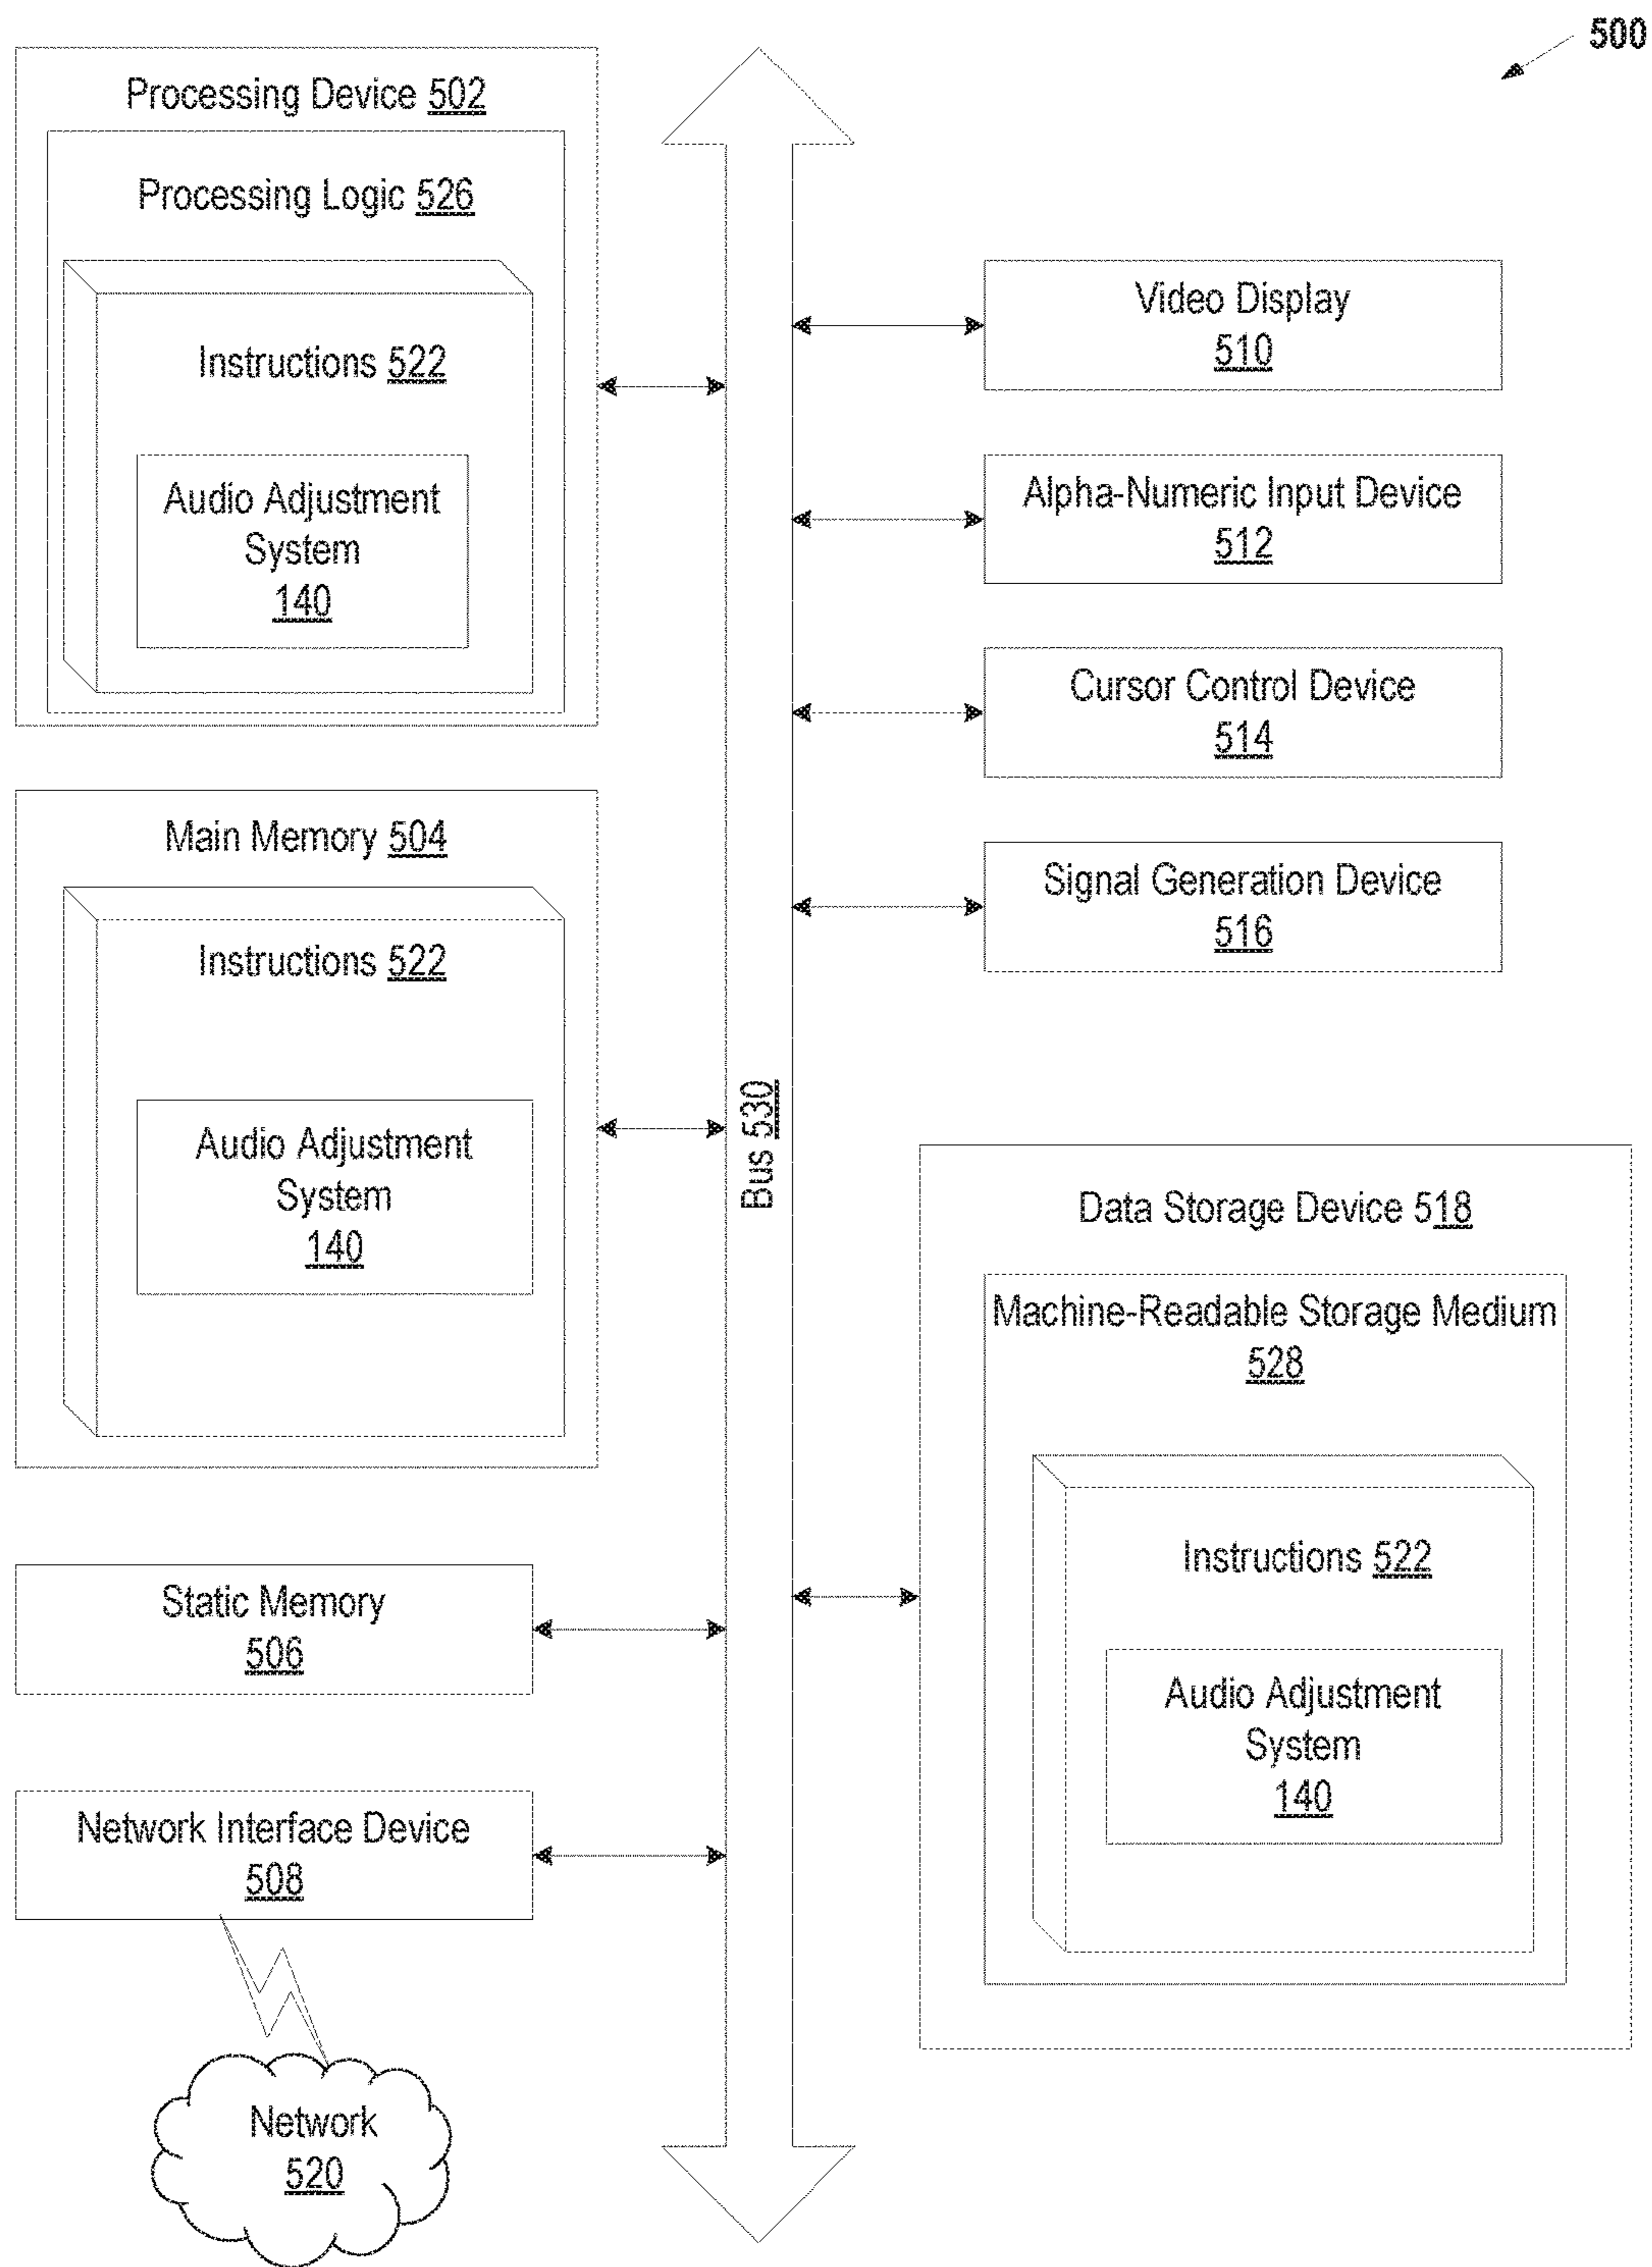 500
Processing Device 502
Processing Logic 526
Instructions 522
Audio Adjustment
System
140
Main Memory 504
Instructions 522
Audio Adjustment
System
140
Static Memory
506
Network Interface Device
508
Network
520
Bus 530
Video Display
510
Alpha-Numeric Input Device
512
Cursor Control Device
514
Signal Generation Device
516
Data Storage Device 518
Machine-Readable Storage Medium
528
Instructions 522
Audio Adjustment
System
140